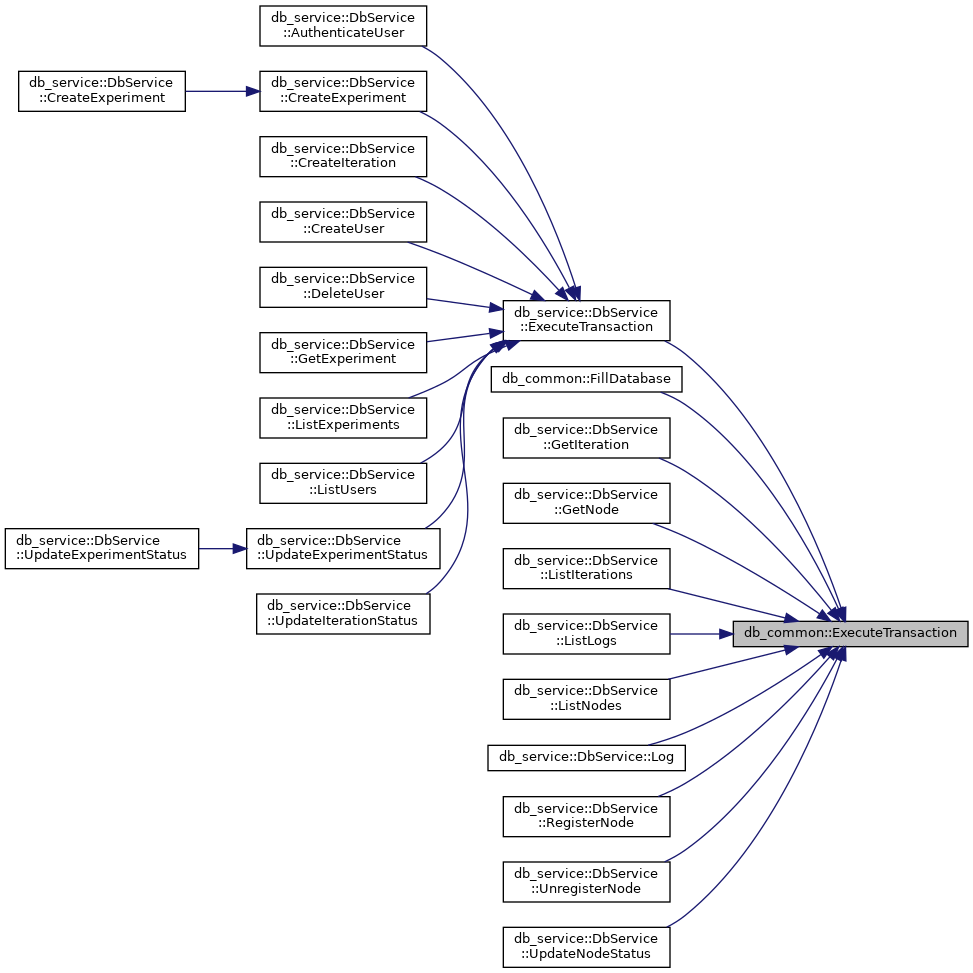 db_service::DbService
::AuthenticateUser
db_service::DbService
::CreateExperiment
db_service::DbService
::CreateExperiment
db_service::DbService
::CreateIteration
db_service::DbService
::CreateUser
db_service::DbService
::DeleteUser
db_service::DbService
::GetExperiment
db_service::DbService
::ListExperiments
db_service::DbService
::ListUsers
db_service::DbService
::UpdateExperimentStatus
db_service::DbService
::UpdateExperimentStatus
db_service::DbService
::UpdateIterationStatus
db_service::DbService
::ExecuteTransaction
db_common::FillDatabase
db_service::DbService
::GetIteration
db_service::DbService
::GetNode
db_service::DbService
::ListIterations
db_service::DbService
::ListLogs
db_service::DbService
::ListNodes
db_service::DbService::Log
db_service::DbService
::RegisterNode
db_service::DbService
::UnregisterNode
db_service::DbService
::UpdateNodeStatus
db_common::ExecuteTransaction